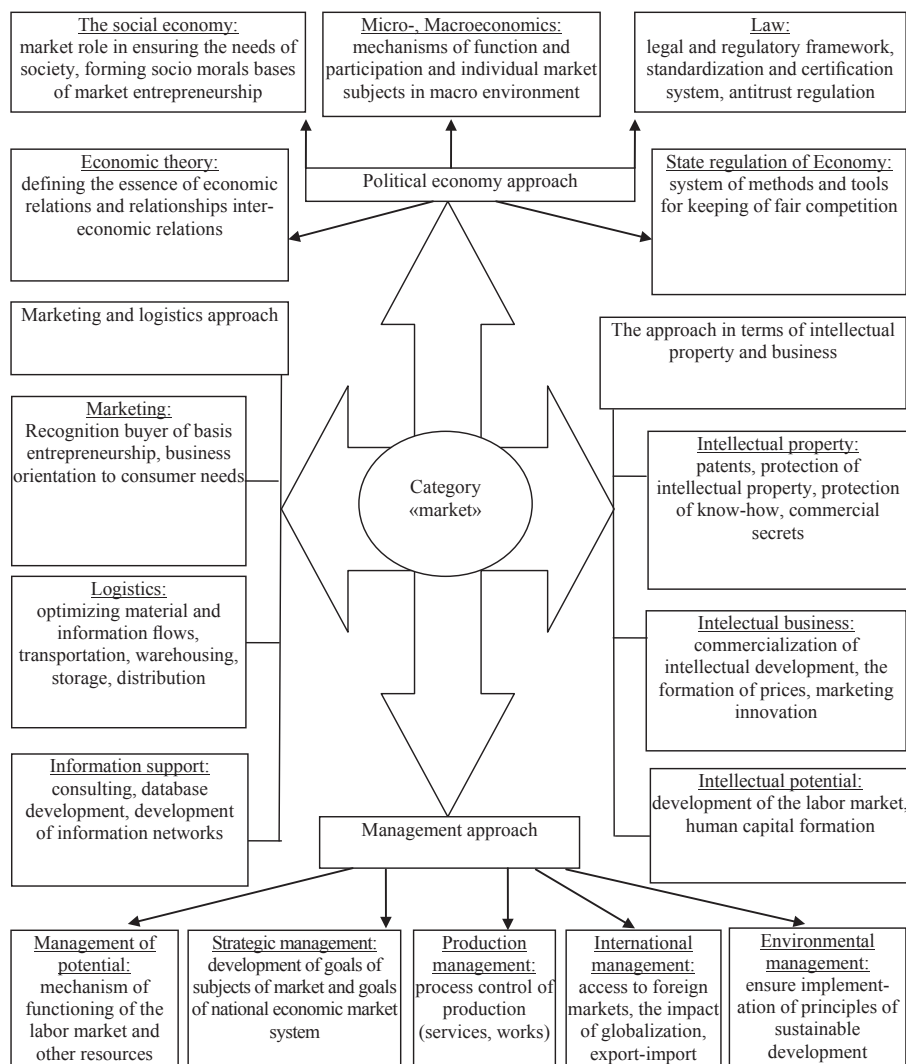 The social economy:
market role in ensuring the needs of
society, forming socio morals bases
of market entrepreneurship
Micro-, Macroeconomics:
mechanisms of function and
participation and individual market
subjects in macro environment
Law:
legal and regulatory framework,
standardization and certification
system, antitrust regulation
Economic theory:
defining the essence of economic
relations and relationships inter-
economic relations
Political economy approach
State regulation of Economy:
system of methods and tools
for keeping of fair competition
Marketing and logistics approach
The approach in terms of intellectual
property and business
Marketing:
Recognition buyer of basis
entrepreneurship, business
orientation to consumer needs
Category
«market»
Intellectual property:
patents, protection of
intellectual property, protection
of know-how, commercial
secrets
Logistics:
optimizing material and
information flows,
transportation, warehousing,
storage, distribution
Intelectual business:
commercialization of
intellectual development, the
formation of prices, marketing
innovation
Information support:
consulting, database
development, development
of information networks
Intellectual potential:
development of the labor market,
human capital formation
Management approach
Management of
potential:
mechanism of
functioning of the
labor market and
other resources
Strategic management:
development of goals of
subjects of market and goals
of national economic market
system
Production
management:
process control of
production
(services, works)
International
management:
access to foreign
markets, the impact
of globalization,
export-import
Environmental
management:
ensure implement-
ation of principles of
sustainable
development